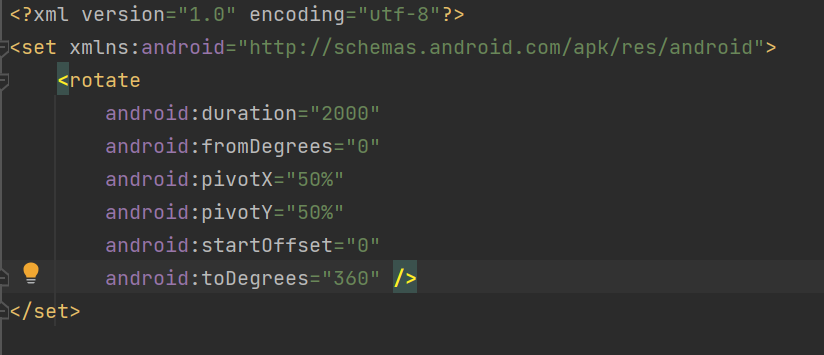 <?xml version="1.0" encoding="utf-8"?>
<set xmlns:android="http://schemas.android.com/apk/res/android">
    <rotate
        android:duration="2000"
        android:fromDegrees="0"
        android:pivotX="50%"
        android:pivotY="50%"
        android:startOffset="0"
        android:toDegrees="360" />
</set>